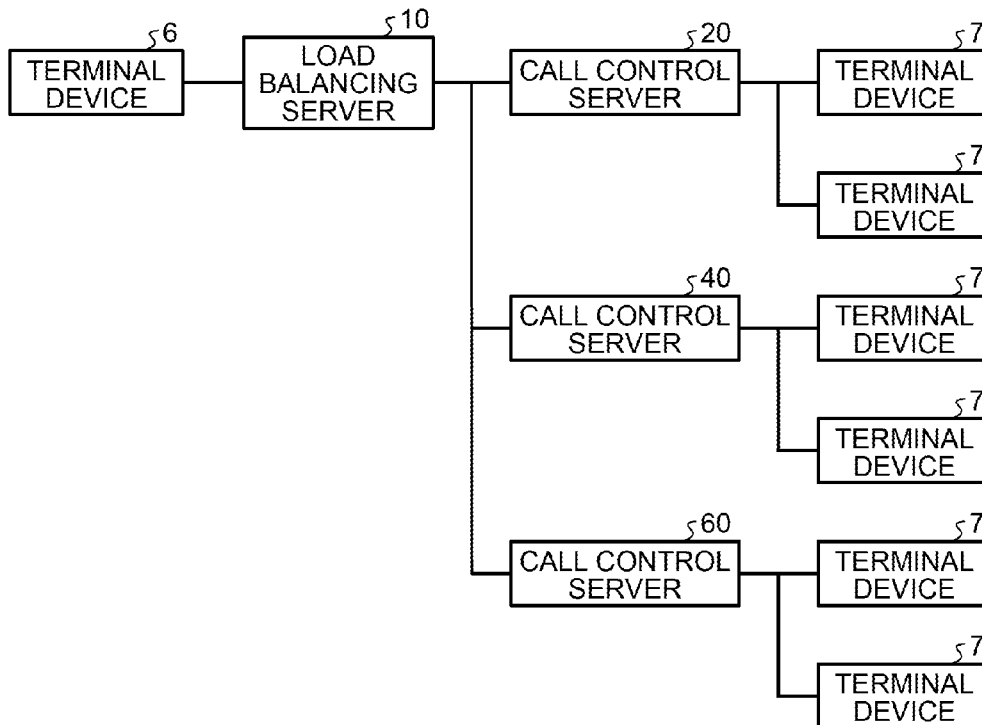 6
TERMINAL
DEVICE
10
LOAD
BALANCING
SERVER
20
CALL CONTROL
SERVER
7
TERMINAL
DEVICE
7
TERMINAL
DEVICE
40
CALL CONTROL
SERVER
7
TERMINAL
DEVICE
7
TERMINAL
DEVICE
60
CALL CONTROL
SERVER
7
TERMINAL
DEVICE
7
TERMINAL
DEVICE